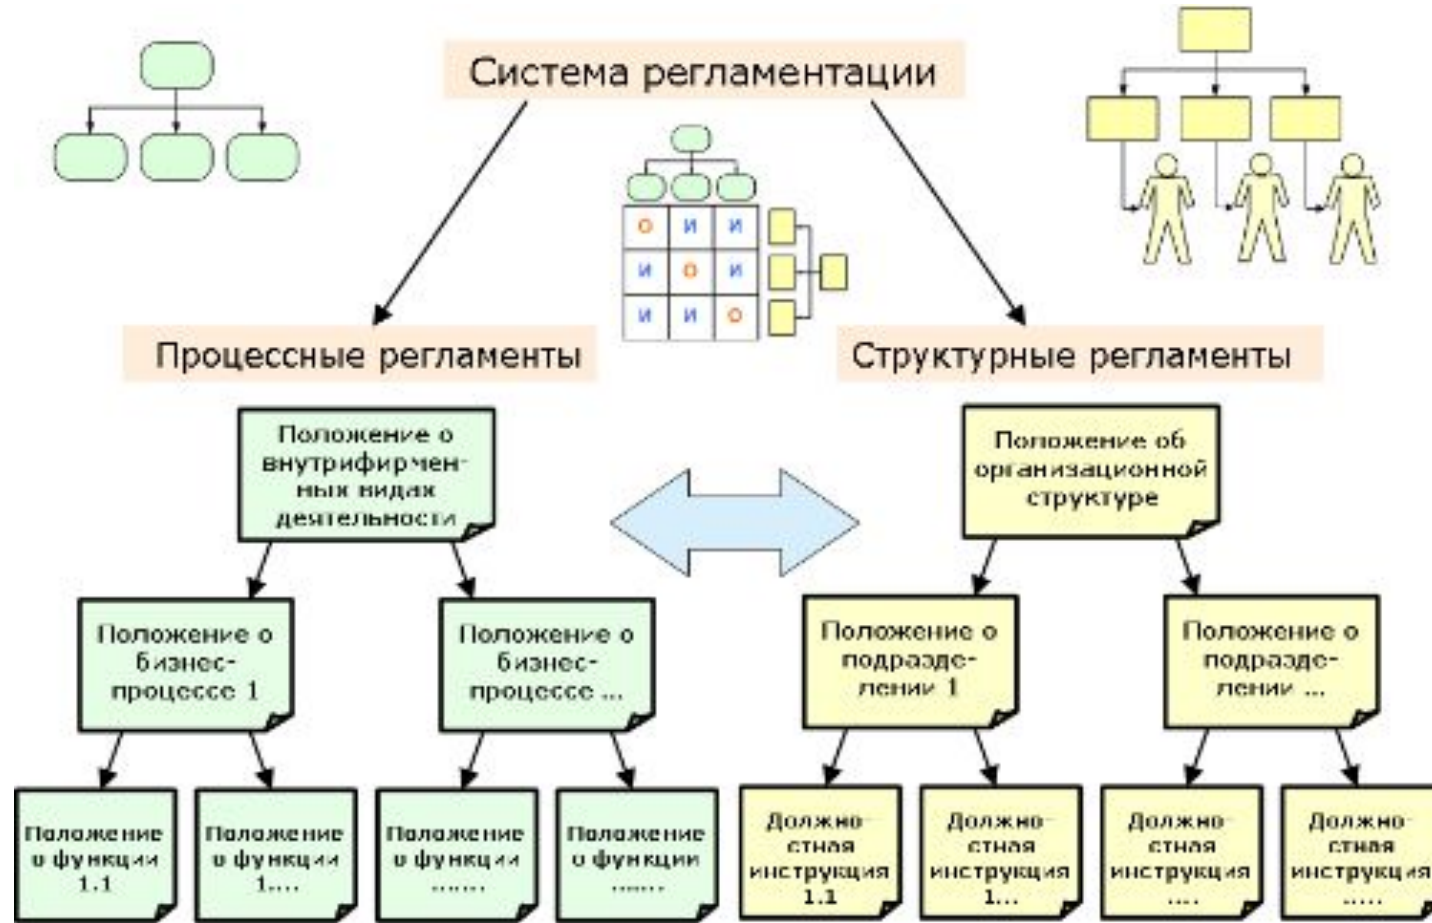 Система регламентации
О И И
И О И
И И О
Процессные регламенты
Структурные регламенты
Положение о
внутрифирмен-
ных видах
деятельности
Положение об
организационной
структуре
Положение о
бизнес-
процессе 1
Положение о
бизнес-
процессе ...
Положение о
подразде-
лении 1
Положение о
подразде-
лении ...
Положение
о функции
1.1
Положение
о функции
1....
Положение
о функции
.......
Положение
о функции
.......
Должно-
стная
инструкция
1.1
Должно-
стная
инструкция
1...
Должно-
стная
инструкция
....
Должно-
стная
инструкция
.....